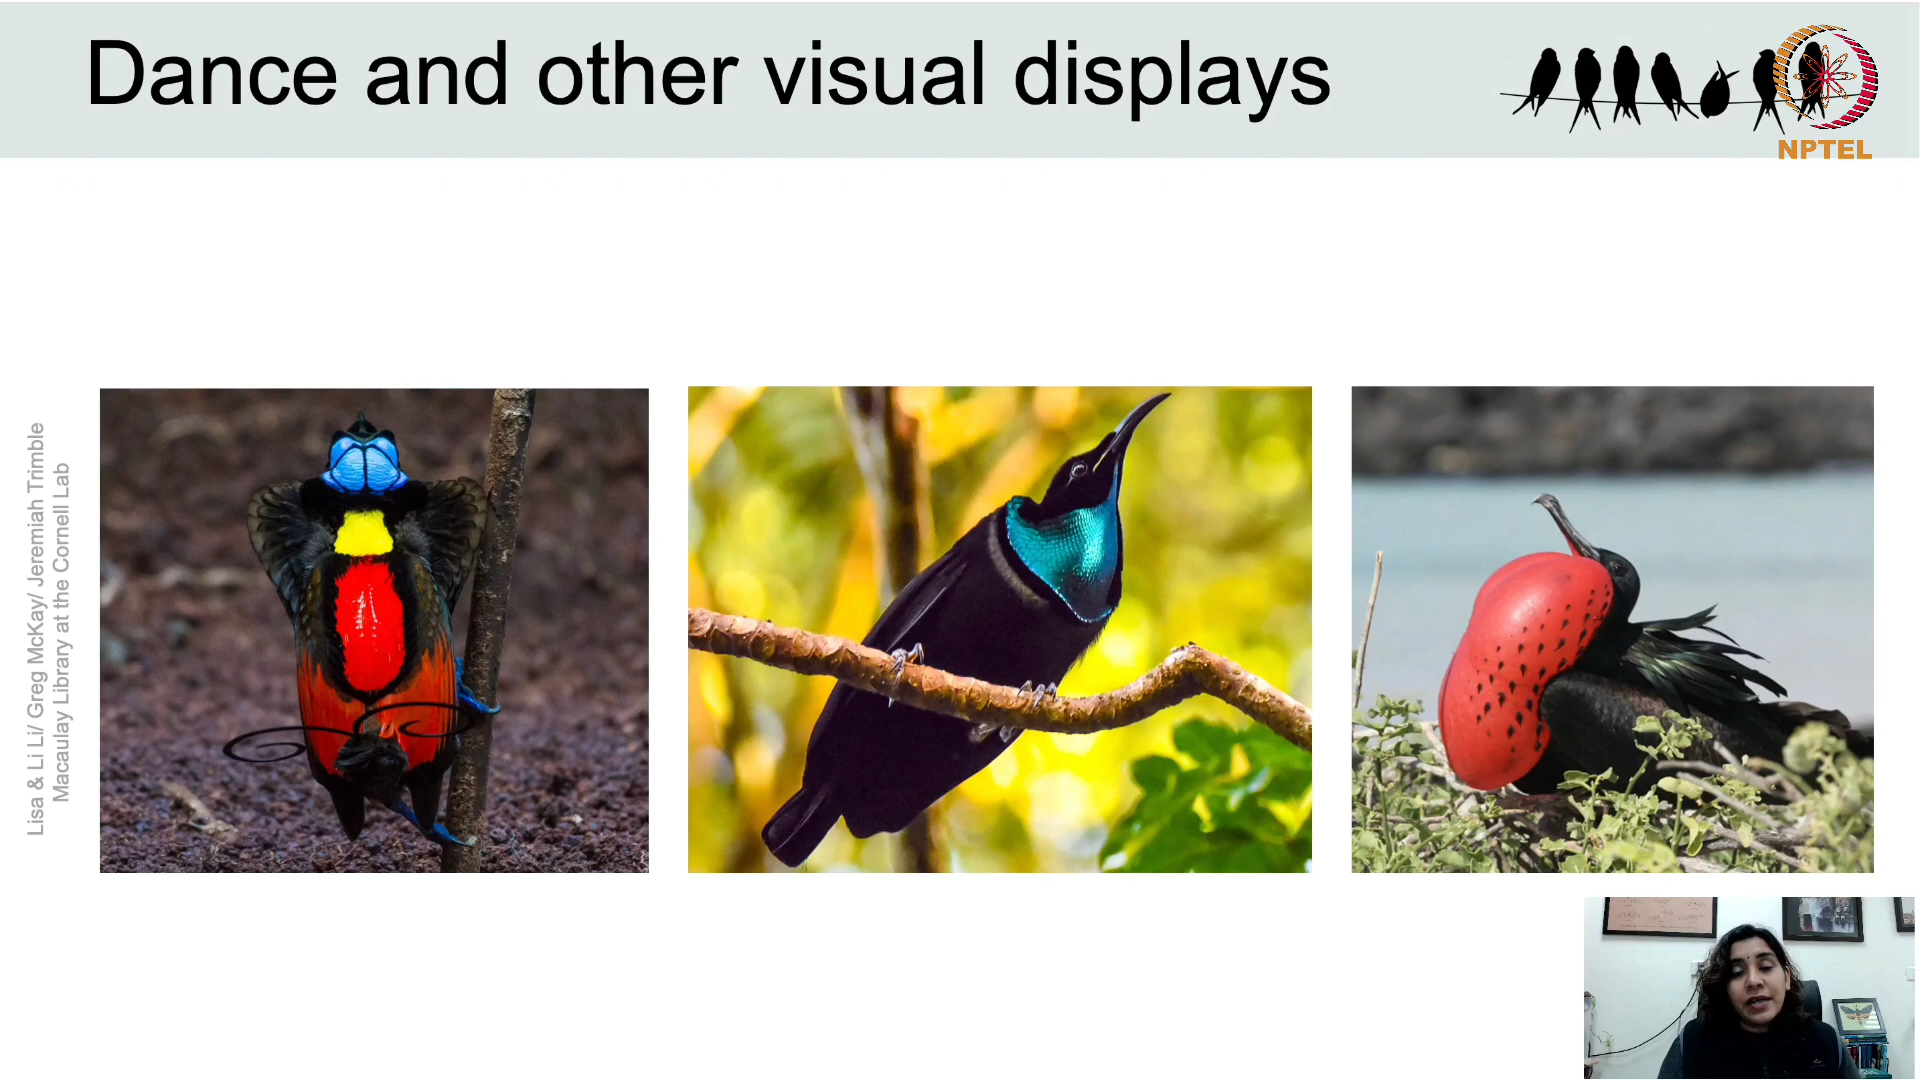 Dance and other visual displays
NPTEL
Lisa & Li Li/ Greg McKay/ Jeremiah Trimble
Macaulay Library at the Cornell Lab